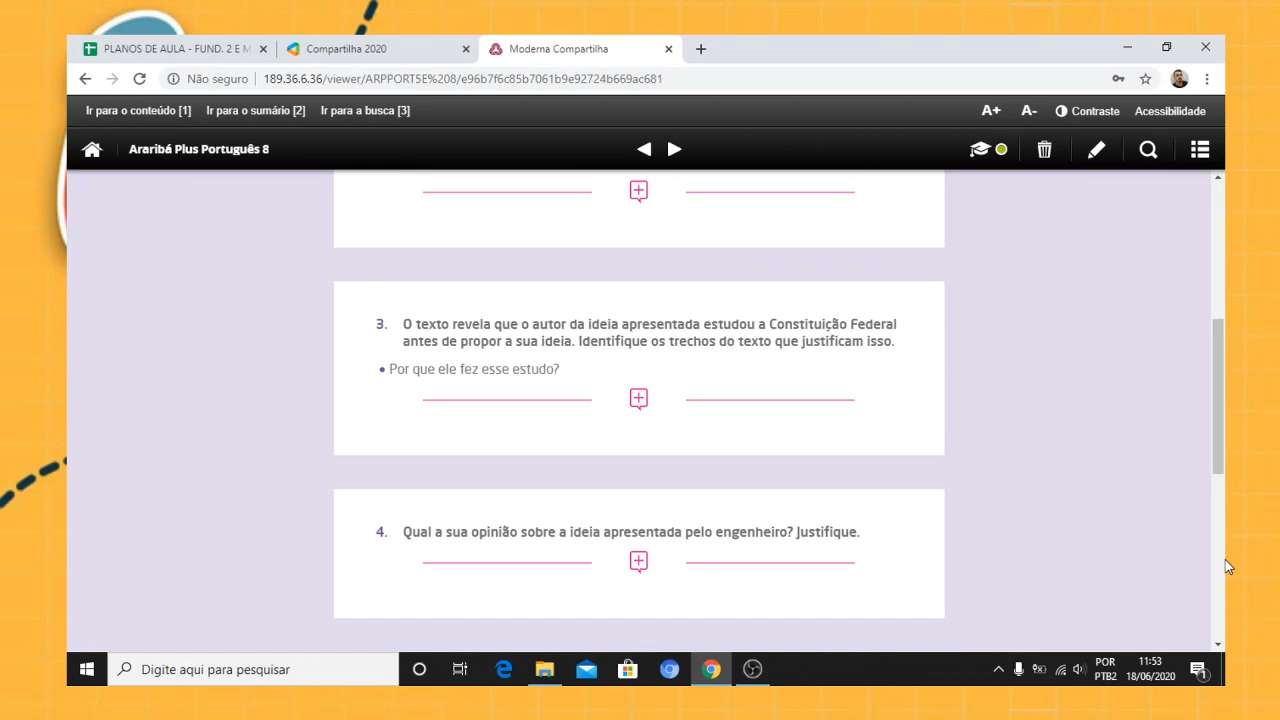 PLANOS DE AULA - FUND. 2 E M
Compartilha 2020
Moderna Compartilha
Não seguro
189.36.6.36/viewer/ARPPORT5E%208/e96b7f6c85b7061b9e92724b669ac681
Ir para o conteúdo [1]
Ir para o sumário [2]
Ir para a busca [3]
A+
A-
Contraste
Acessibilidade
Araribá Plus Português 8
3. O texto revela que o autor da ideia apresentada estudou a Constituição Federal
antes de propor a sua ideia. Identifique os trechos do texto que justificam isso.
• Por que ele fez esse estudo?
4. Qual a sua opinião sobre a ideia apresentada pelo engenheiro? Justifique.
Digite aqui para pesquisar
POR
PTB2
11:53
18/06/2020
1